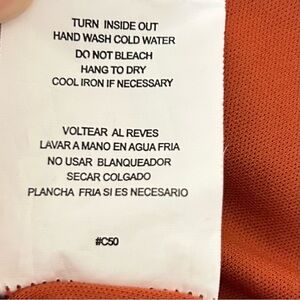 TURN INSIDE OUT
HAND WASH COLD WATER
DO NOT BLEACH
HANG TO DRY
COOL IRON IF NECESSARY
VOLTEAR AL REVES
LAVAR A MANO EN AGUA FRIA
NO USAR BLANQUEADOR
SECAR COLGADO
PLANCHA FRIA SI ES NECESARIO
#C50